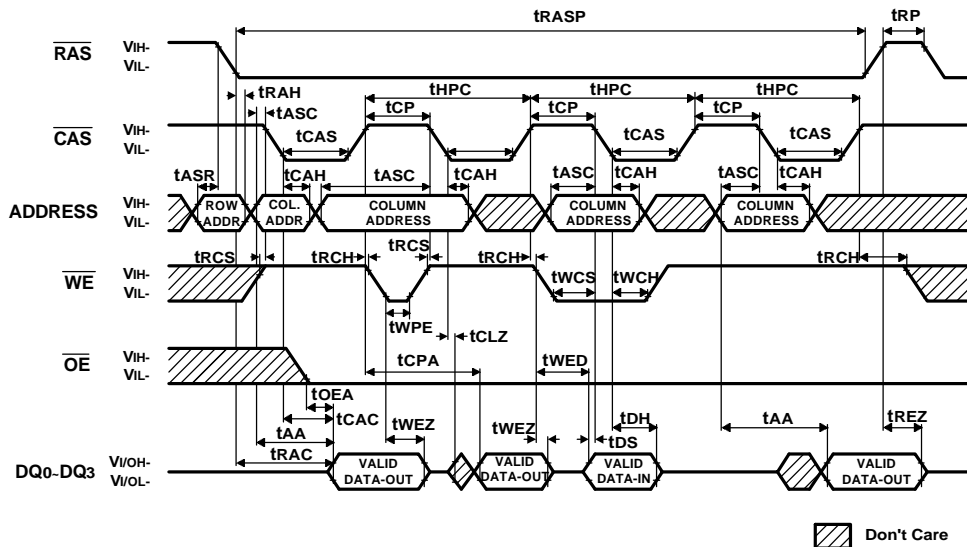 tRASP tRP
RAS VIH-
VIL-
tRAH tHPC tHPC tHPC
tASC tCP tCP
CAS VIH-
VIL-
tCAS tCAS tCAS
tASR tCAH tASC tCAH tASC tCAH tASC tCAH
ADDRESS VIH-
VIL-
ROW ADDR
COL. ADDR
COLUMN ADDRESS
COLUMN ADDRESS
COLUMN ADDRESS
tRCS tRCH tRCS tRCH tRCH
WE VIH-
VIL-
tWCS tWCH
tWPE tCLZ
OE VIH-
VIL-
tCPA tWED
tOEA
tCAC
tAA tWEZ tWEZ tDH tAA tREZ
tRAC tDS
DQ0~DQ3 VI/OH-
VI/OL-
VALID DATA-OUT
VALID DATA-OUT
VALID DATA-IN
VALID DATA-OUT
Don't Care